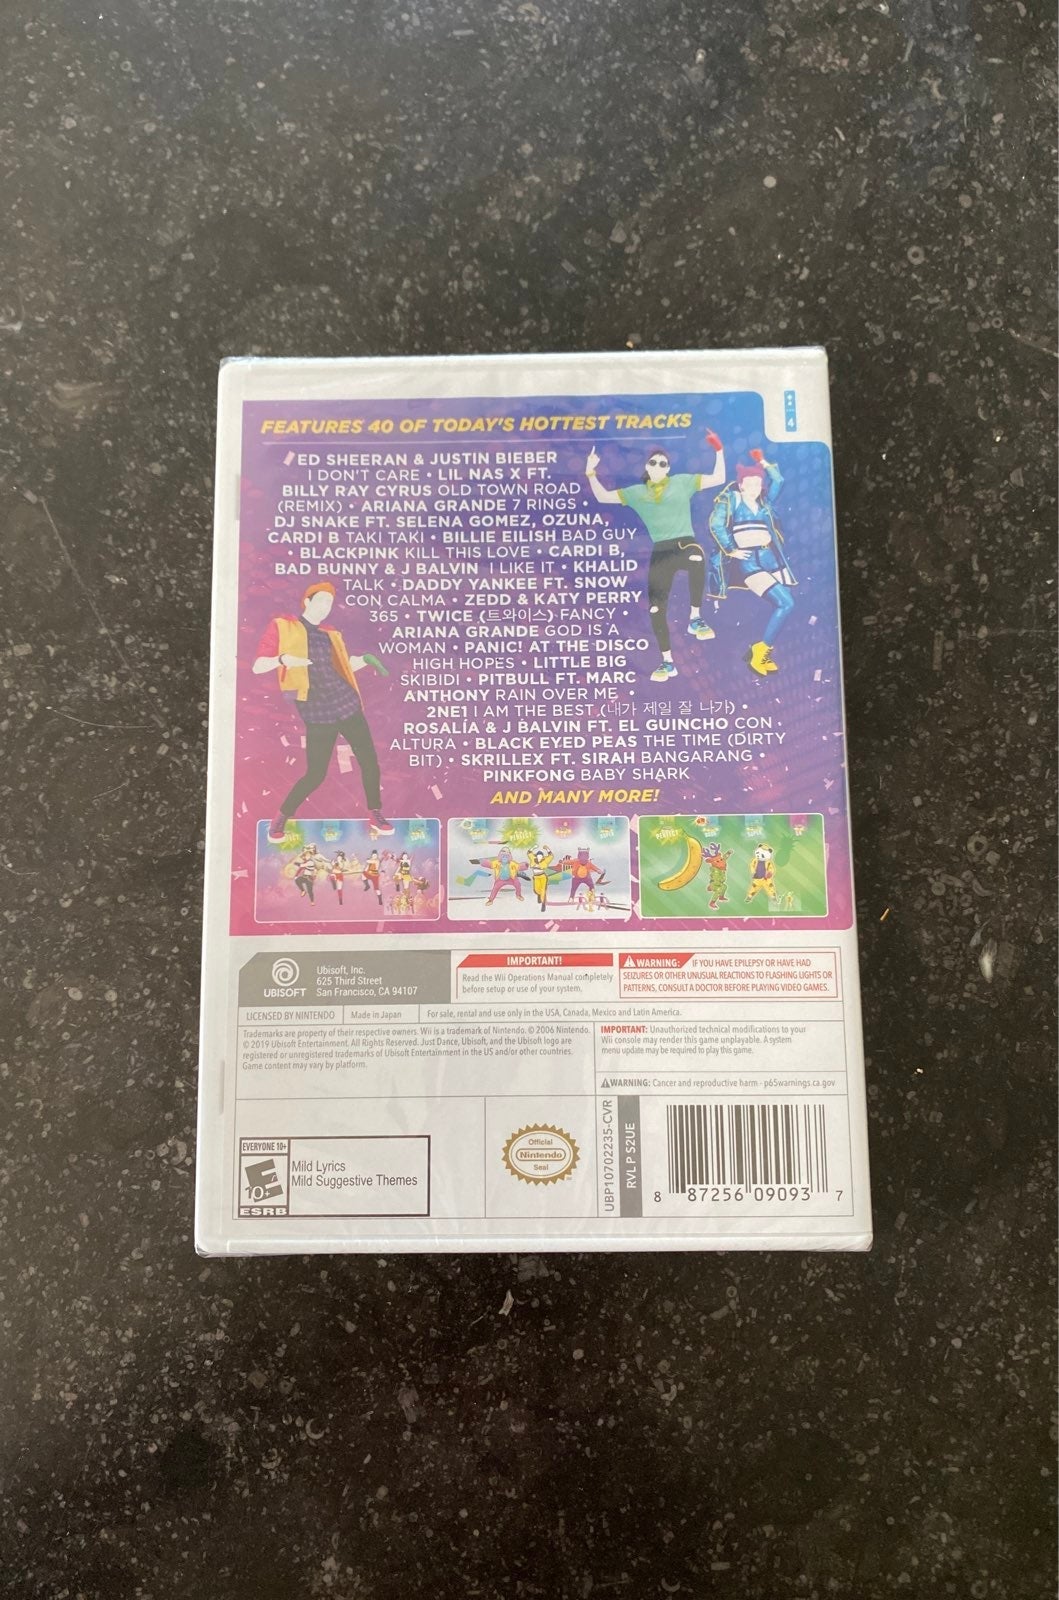 4
FEATURES 40 OF TODAY'S HOTTEST TRACKS
ED SHEERAN & JUSTIN BIEBER
I DON'T CARE • LIL NAS X FT.
BILLY RAY CYRUS OLD TOWN ROAD
(REMIX) • ARIANA GRANDE 7 RINGS •
DJ SNAKE FT. SELENA GOMEZ, OZUNA,
CARDI B TAKI TAKI • BILLIE EILISH BAD GUY
• BLACKPINK KILL THIS LOVE • CARDI B,
BAD BUNNY & J BALVIN I LIKE IT • KHALID
TALK • DADDY YANKEE FT. SNOW
CON CALMA • ZEDD & KATY PERRY
365 • TWICE (트와이스) FANCY •
ARIANA GRANDE GOD IS A
WOMAN • PANIC! AT THE DISCO
HIGH HOPES • LITTLE BIG
SKIBIDI • PITBULL FT. MARC
ANTHONY RAIN OVER ME •
2NE1 I AM THE BEST (내가 제일 잘 나가) •
ROSALÍA & J BALVIN FT. EL GUINCHO CON
ALTURA • BLACK EYED PEAS THE TIME (DIRTY
BIT) • SKRILLEX FT. SIRAH BANGARANG •
PINKFONG BABY SHARK
AND MANY MORE!
UBISOFT
Ubisoft, Inc.
625 Third Street
San Francisco, CA 94107
IMPORTANT!
Read the Wii Operations Manual completely
before setup or use of your system.
WARNING: IF YOU HAVE EPILEPSY OR HAVE HAD
SEIZURES OR OTHER UNUSUAL REACTIONS TO FLASHING LIGHTS OR
PATTERNS, CONSULT A DOCTOR BEFORE PLAYING VIDEO GAMES.
LICENSED BY NINTENDO
Made in Japan
For sale, rental and use only in the USA, Canada, Mexico and Latin America.
Trademarks are property of their respective owners. Wii is a trademark of Nintendo. © 2006 Nintendo.
© 2019 Ubisoft Entertainment. All Rights Reserved. Just Dance, Ubisoft, and the Ubisoft logo are
registered or unregistered trademarks of Ubisoft Entertainment in the US and/or other countries.
Game content may vary by platform.
IMPORTANT: Unauthorized technical modifications to your
Wii console may render this game unplayable. A system
menu update may be required to play this game.
WARNING: Cancer and reproductive harm - p65warnings.ca.gov
EVERYONE 10+
E
10+
ESRB
Mild Lyrics
Mild Suggestive Themes
Official
Nintendo
Seal
UBP10702235-CVR
RVL P S2UE
8 87256 09093 7